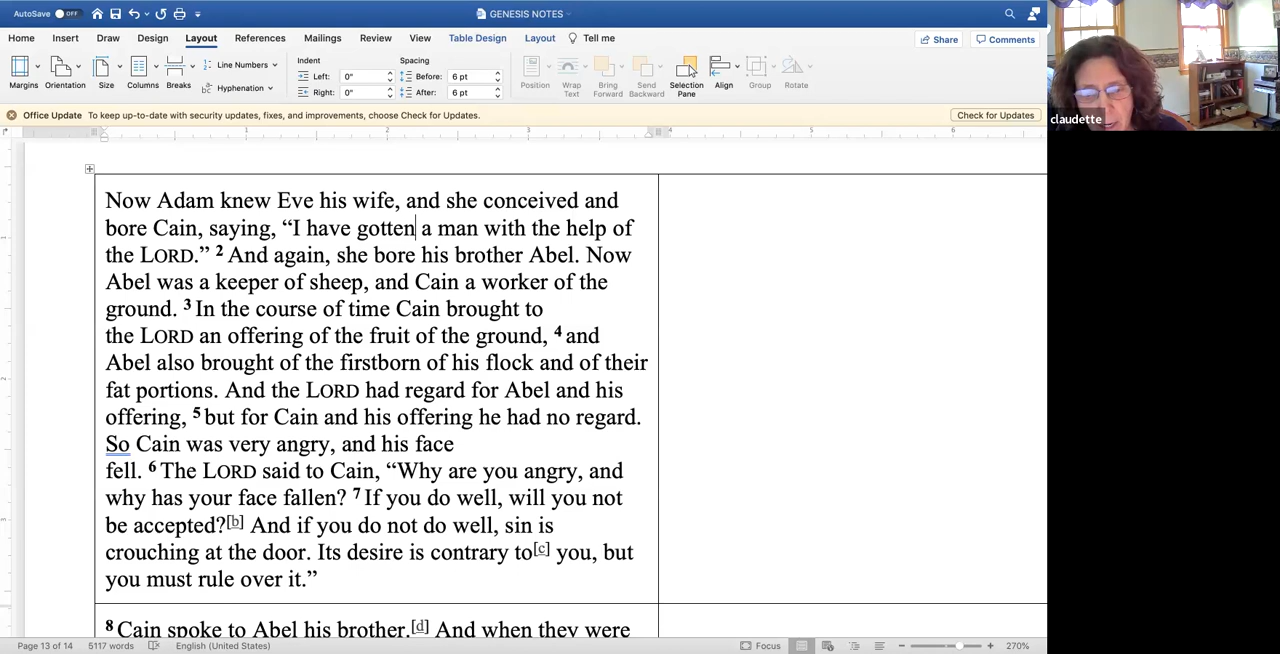 AutoSave OFF GENESIS NOTES
Home Insert Draw Design Layout References Mailings Review View Table Design Layout Tell me Share Comments
Margins Orientation Size Columns Breaks Line Numbers Hyphenation
Indent Spacing
Left: 0" Before: 6 pt
Right: 0" After: 6 pt
Position Wrap Text Bring Forward Send Backward Selection Pane Align Group Rotate
Office Update To keep up-to-date with security updates, fixes, and improvements, choose Check for Updates. Check for Updates
claudette
1 2 3 4 5 6
Now Adam knew Eve his wife, and she conceived and
bore Cain, saying, “I have gotten a man with the help of
the LORD.” 2 And again, she bore his brother Abel. Now
Abel was a keeper of sheep, and Cain a worker of the
ground. 3 In the course of time Cain brought to
the LORD an offering of the fruit of the ground, 4 and
Abel also brought of the firstborn of his flock and of their
fat portions. And the LORD had regard for Abel and his
offering, 5 but for Cain and his offering he had no regard.
So Cain was very angry, and his face
fell. 6 The LORD said to Cain, “Why are you angry, and
why has your face fallen? 7 If you do well, will you not
be accepted?[b] And if you do not do well, sin is
crouching at the door. Its desire is contrary to[c] you, but
you must rule over it.”
8 Cain spoke to Abel his brother.[d] And when they were
Page 13 of 14 5117 words English (United States) Focus 270%